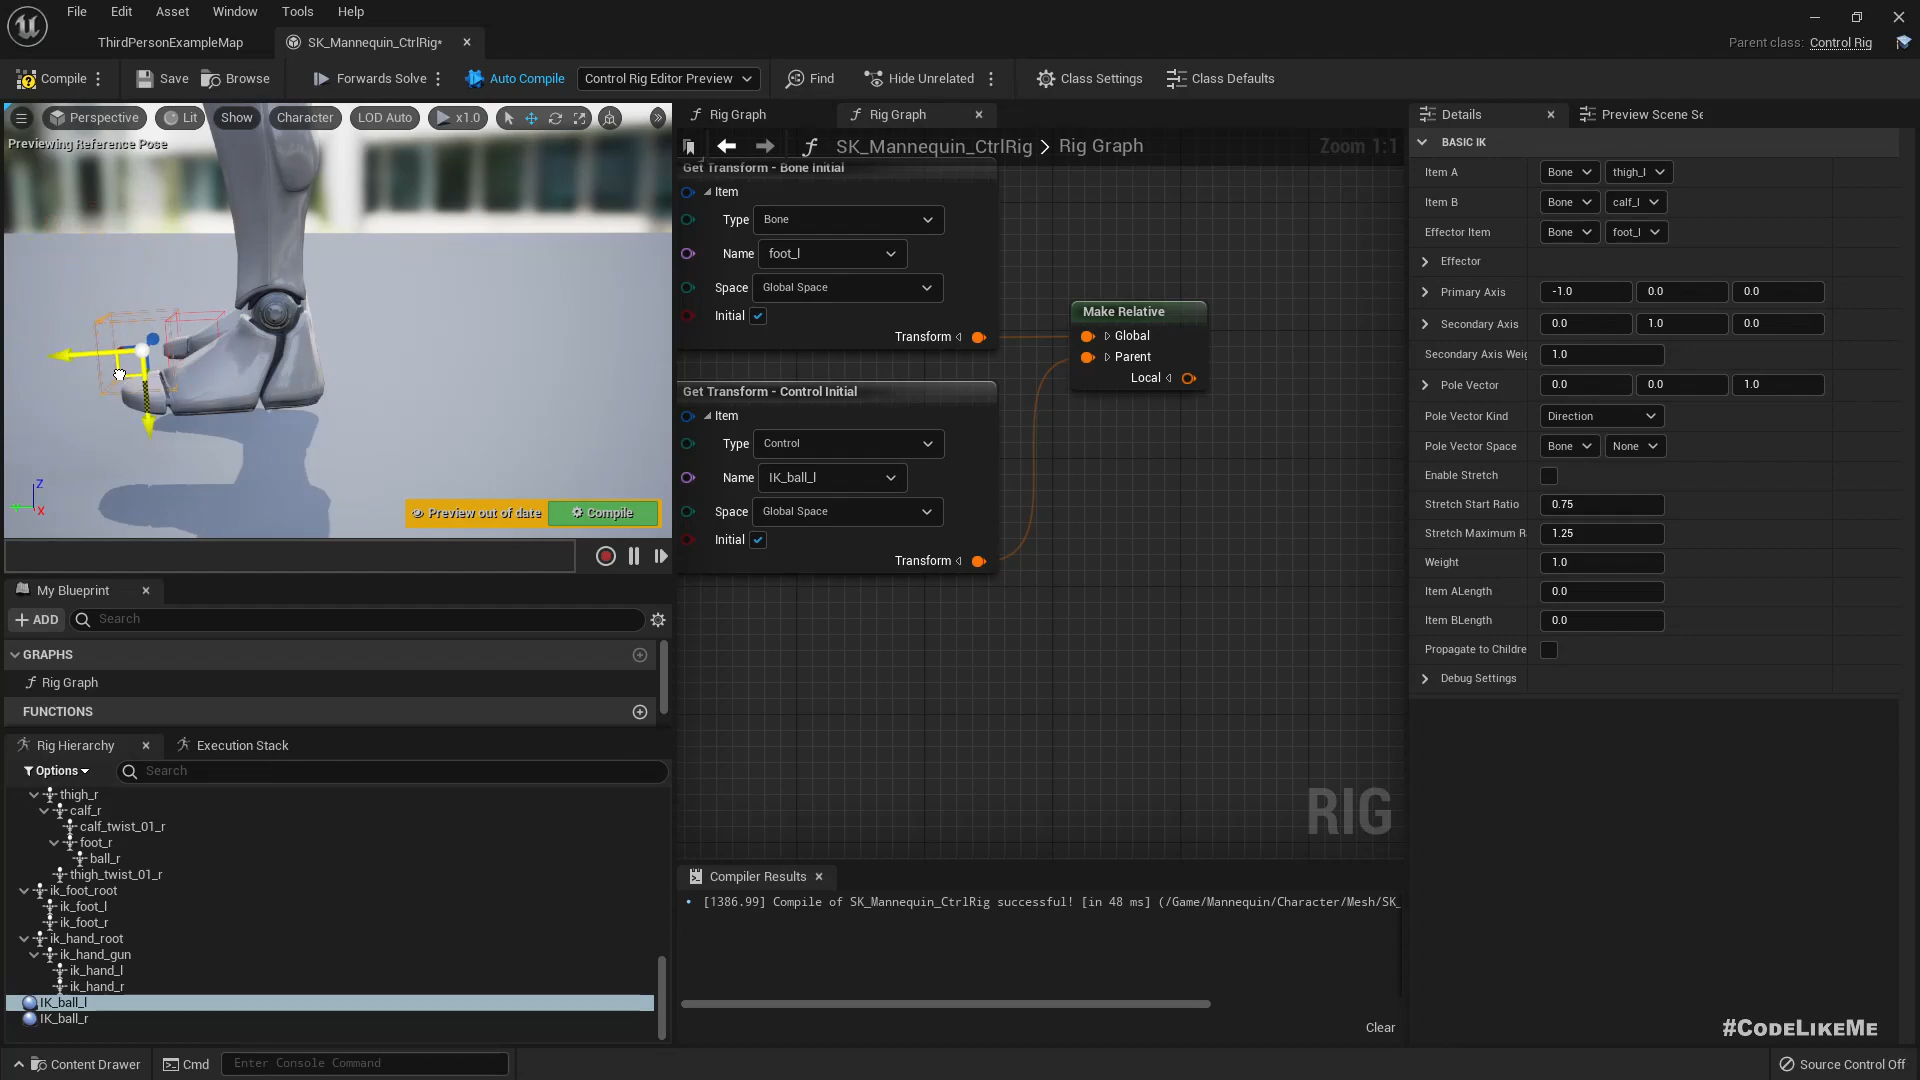 File Edit Asset Window Tools Help
ThirdPersonExampleMap
SK_Mannequin_CtrlRig*
Parent class: Control Rig
Compile
Save
Browse
Forwards Solve
Auto Compile
Control Rig Editor Preview
Find
Hide Unrelated
Class Settings
Class Defaults
Perspective
Lit
Show
Character
LOD Auto
x1.0
Previewing Reference Pose
Z
X
Preview out of date
Compile
My Blueprint
ADD
Search
GRAPHS
Rig Graph
FUNCTIONS
Rig Hierarchy
Execution Stack
Options
Search
thigh_r
calf_r
calf_twist_01_r
foot_r
ball_r
thigh_twist_01_r
ik_foot_root
ik_foot_l
ik_foot_r
ik_hand_root
ik_hand_gun
ik_hand_l
ik_hand_r
IK_ball_l
IK_ball_r
Rig Graph
Rig Graph
SK_Mannequin_CtrlRig > Rig Graph
Zoom 1:1
Get Transform - Bone Initial
Item
Type Bone
Name foot_l
Space Global Space
Initial
Transform
Get Transform - Control Initial
Item
Type Control
Name IK_ball_l
Space Global Space
Initial
Transform
Make Relative
Global
Parent
Local
RIG
Compiler Results
[1386.99] Compile of SK_Mannequin_CtrlRig successful! [in 48 ms] (/Game/Mannequin/Character/Mesh/SK_
Clear
Details
Preview Scene Se
BASIC IK
Item A Bone thigh_l
Item B Bone calf_l
Effector Item Bone foot_l
Effector
Primary Axis -1.0 0.0 0.0
Secondary Axis 0.0 1.0 0.0
Secondary Axis Weig 1.0
Pole Vector 0.0 0.0 1.0
Pole Vector Kind Direction
Pole Vector Space Bone None
Enable Stretch
Stretch Start Ratio 0.75
Stretch Maximum R 1.25
Weight 1.0
Item ALength 0.0
Item BLength 0.0
Propagate to Childre
Debug Settings
#CODELIKEME
Content Drawer
Cmd
Enter Console Command
Source Control Off